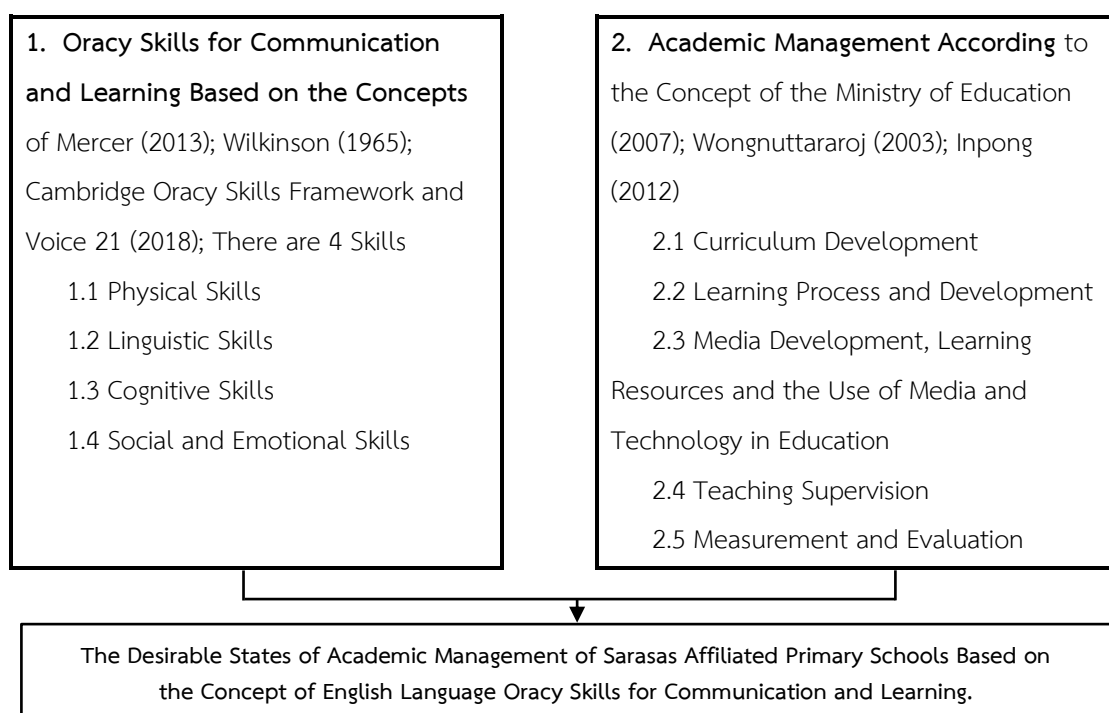 1. Oracy Skills for Communication
and Learning Based on the Concepts
of Mercer (2013); Wilkinson (1965);
Cambridge Oracy Skills Framework and
Voice 21 (2018); There are 4 Skills
1.1 Physical Skills
1.2 Linguistic Skills
1.3 Cognitive Skills
1.4 Social and Emotional Skills
2. Academic Management According to
the Concept of the Ministry of Education
(2007); Wongnuttararoj (2003); Inpong
(2012)
2.1 Curriculum Development
2.2 Learning Process and Development
2.3 Media Development, Learning
Resources and the Use of Media and
Technology in Education
2.4 Teaching Supervision
2.5 Measurement and Evaluation
The Desirable States of Academic Management of Sarasas Affiliated Primary Schools Based on
the Concept of English Language Oracy Skills for Communication and Learning.